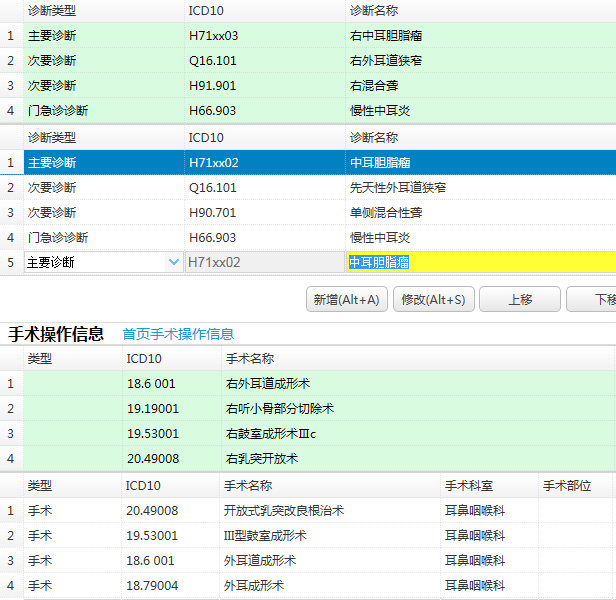 诊断类型 ICD10 诊断名称
1 主要诊断 H71xx03 右中耳胆脂瘤
2 次要诊断 Q16.101 右外耳道狭窄
3 次要诊断 H91.901 右混合聋
4 门急诊诊断 H66.903 慢性中耳炎
诊断类型 ICD10 诊断名称
1 主要诊断 H71xx02 中耳胆脂瘤
2 次要诊断 Q16.101 先天性外耳道狭窄
3 次要诊断 H90.701 单侧混合性聋
4 门急诊诊断 H66.903 慢性中耳炎
5 主要诊断 H71xx02 中耳胆脂瘤
新增(Alt+A) 修改(Alt+S) 上移 下移
手术操作信息 首页手术操作信息
类型 ICD10 手术名称
1 18.6 001 右外耳道成形术
2 19.19001 右听小骨部分切除术
3 19.53001 右鼓室成形术Ⅲc
4 20.49008 右乳突开放术
类型 ICD10 手术名称 手术科室 手术部位
1 手术 20.49008 开放式乳突改良根治术 耳鼻咽喉科
2 手术 19.53001 Ⅲ型鼓室成形术 耳鼻咽喉科
3 手术 18.6 001 外耳道成形术 耳鼻咽喉科
4 手术 18.79004 外耳成形术 耳鼻咽喉科